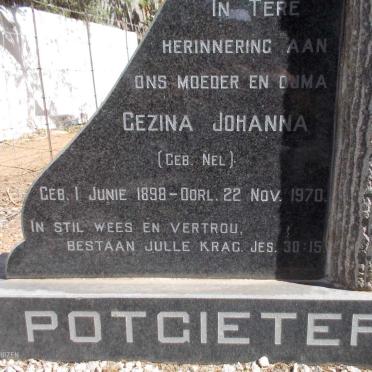 IN TERE
HERINNERING AAN
ONS MOEDER EN OUMA
GEZINA JOHANNA
(GEB. NEL)
GEB. 1 JUNIE 1898 - OORL. 22 NOV. 1970.
IN STIL WEES EN VERTROU,
BESTAAN JULLE KRAG. JES. 30:15
POTGIETER